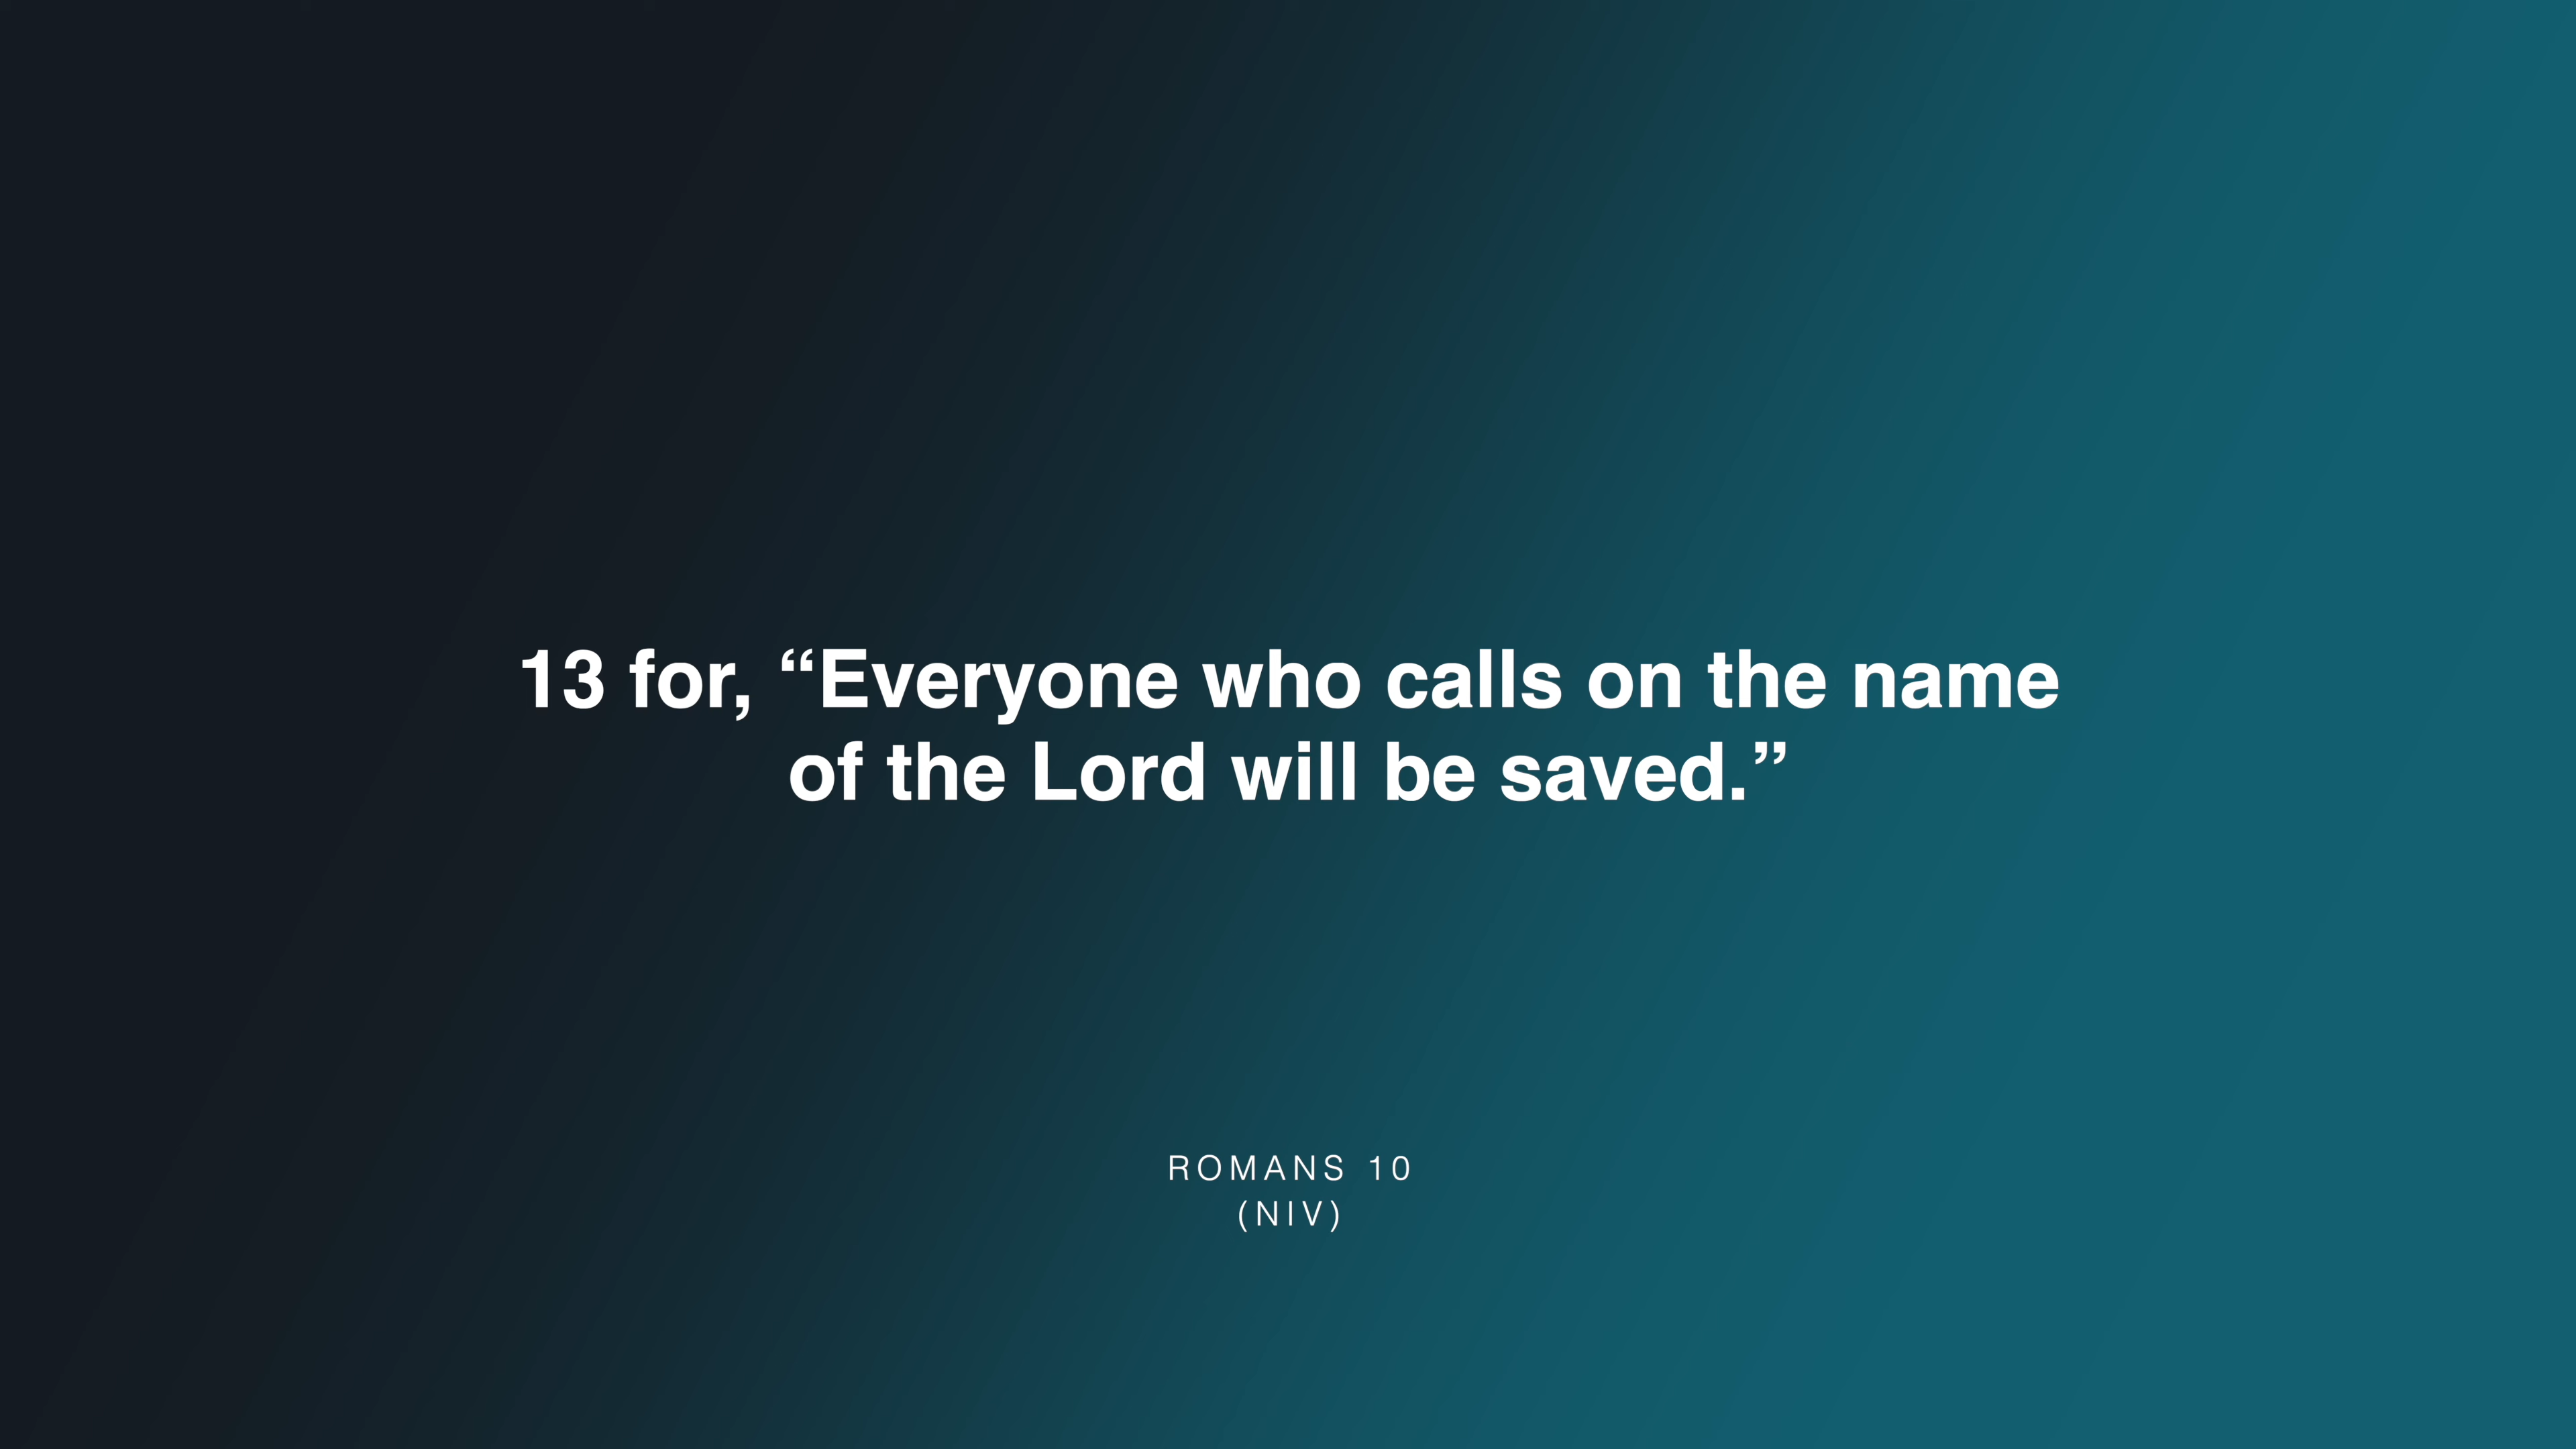 13 for, “Everyone who calls on the name
of the Lord will be saved.”
ROMANS 10
(NIV)